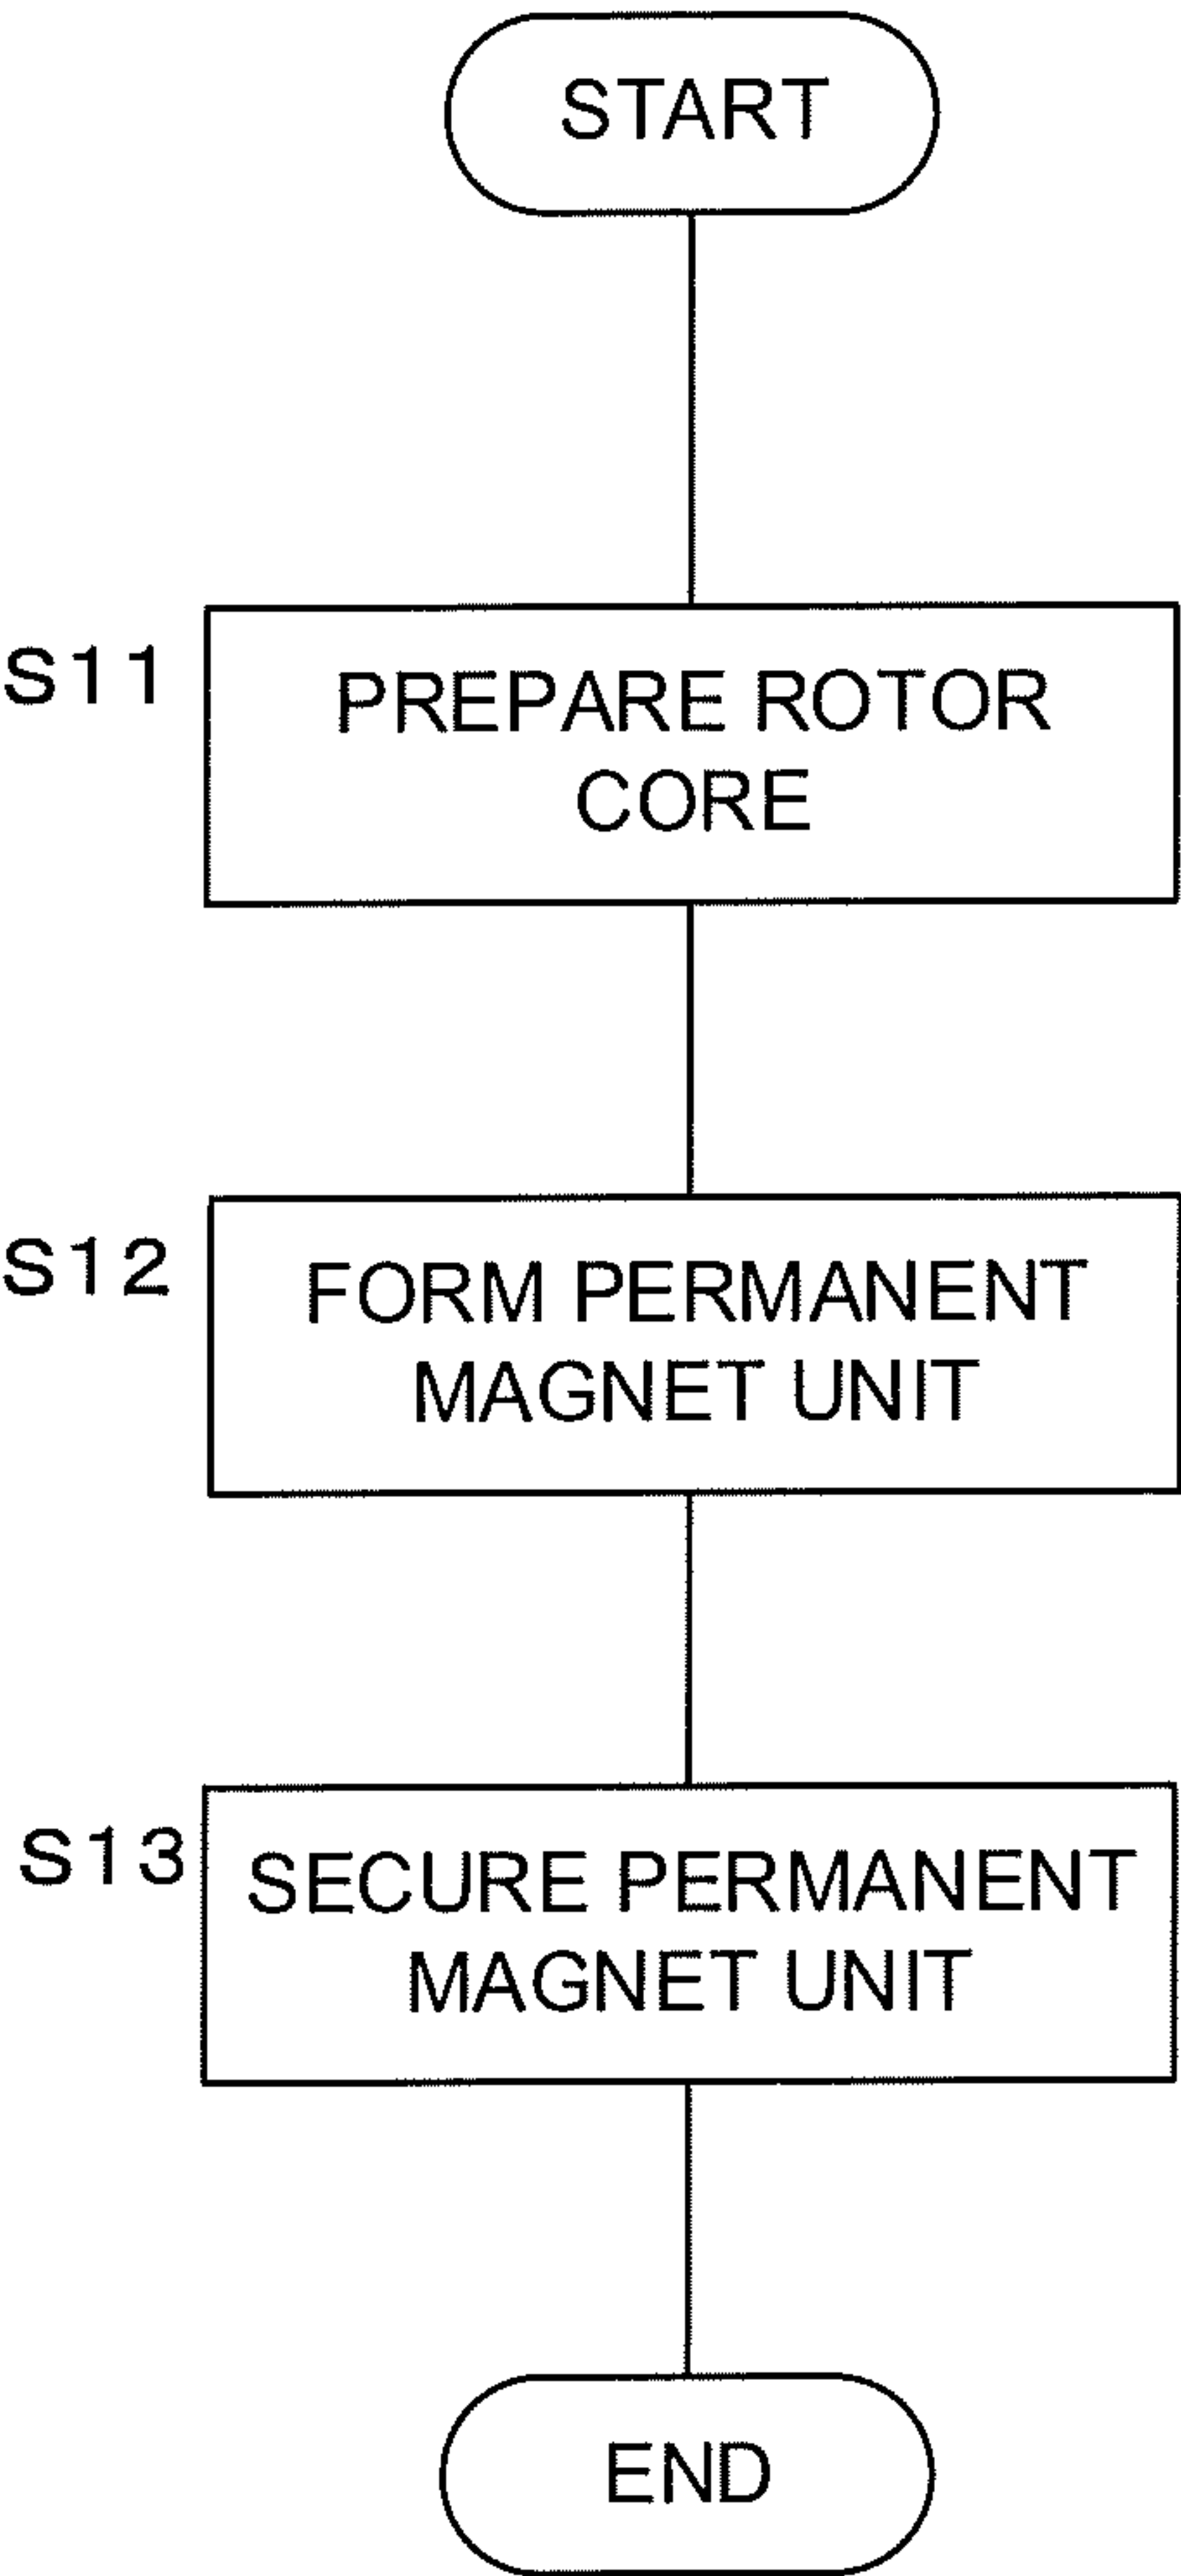 START
S11
PREPARE ROTOR
CORE
S12
FORM PERMANENT
MAGNET UNIT
S13
SECURE PERMANENT
MAGNET UNIT
END